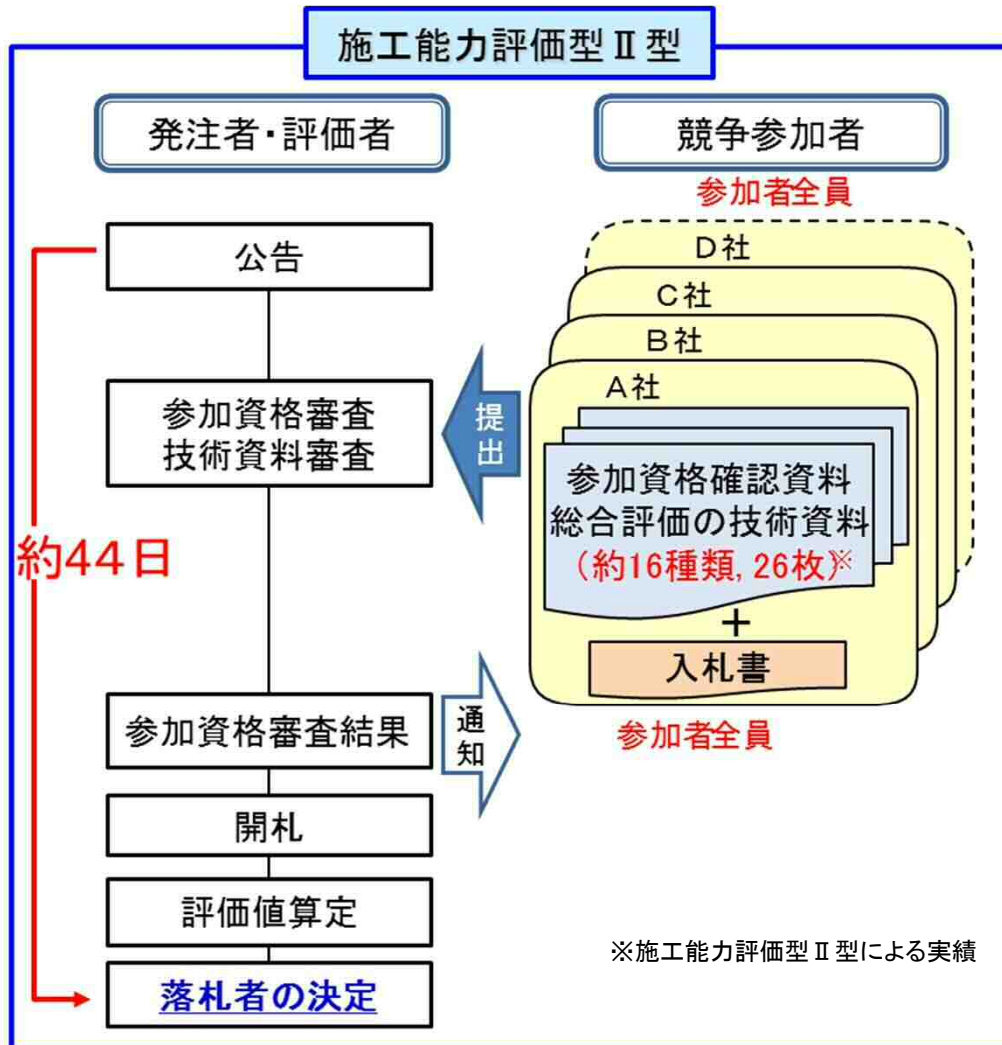 施工能力評価型Ⅱ型
発注者・評価者
競争参加者
参加者全員
公告
D社
C社
B社
A社
参加資格審査
技術資料審査
提出
参加資格確認資料
総合評価の技術資料
(約16種類, 26枚)※
+
入札書
約44日
参加資格審査結果
通知
参加者全員
開札
評価値算定
落札者の決定
※施工能力評価型Ⅱ型による実績